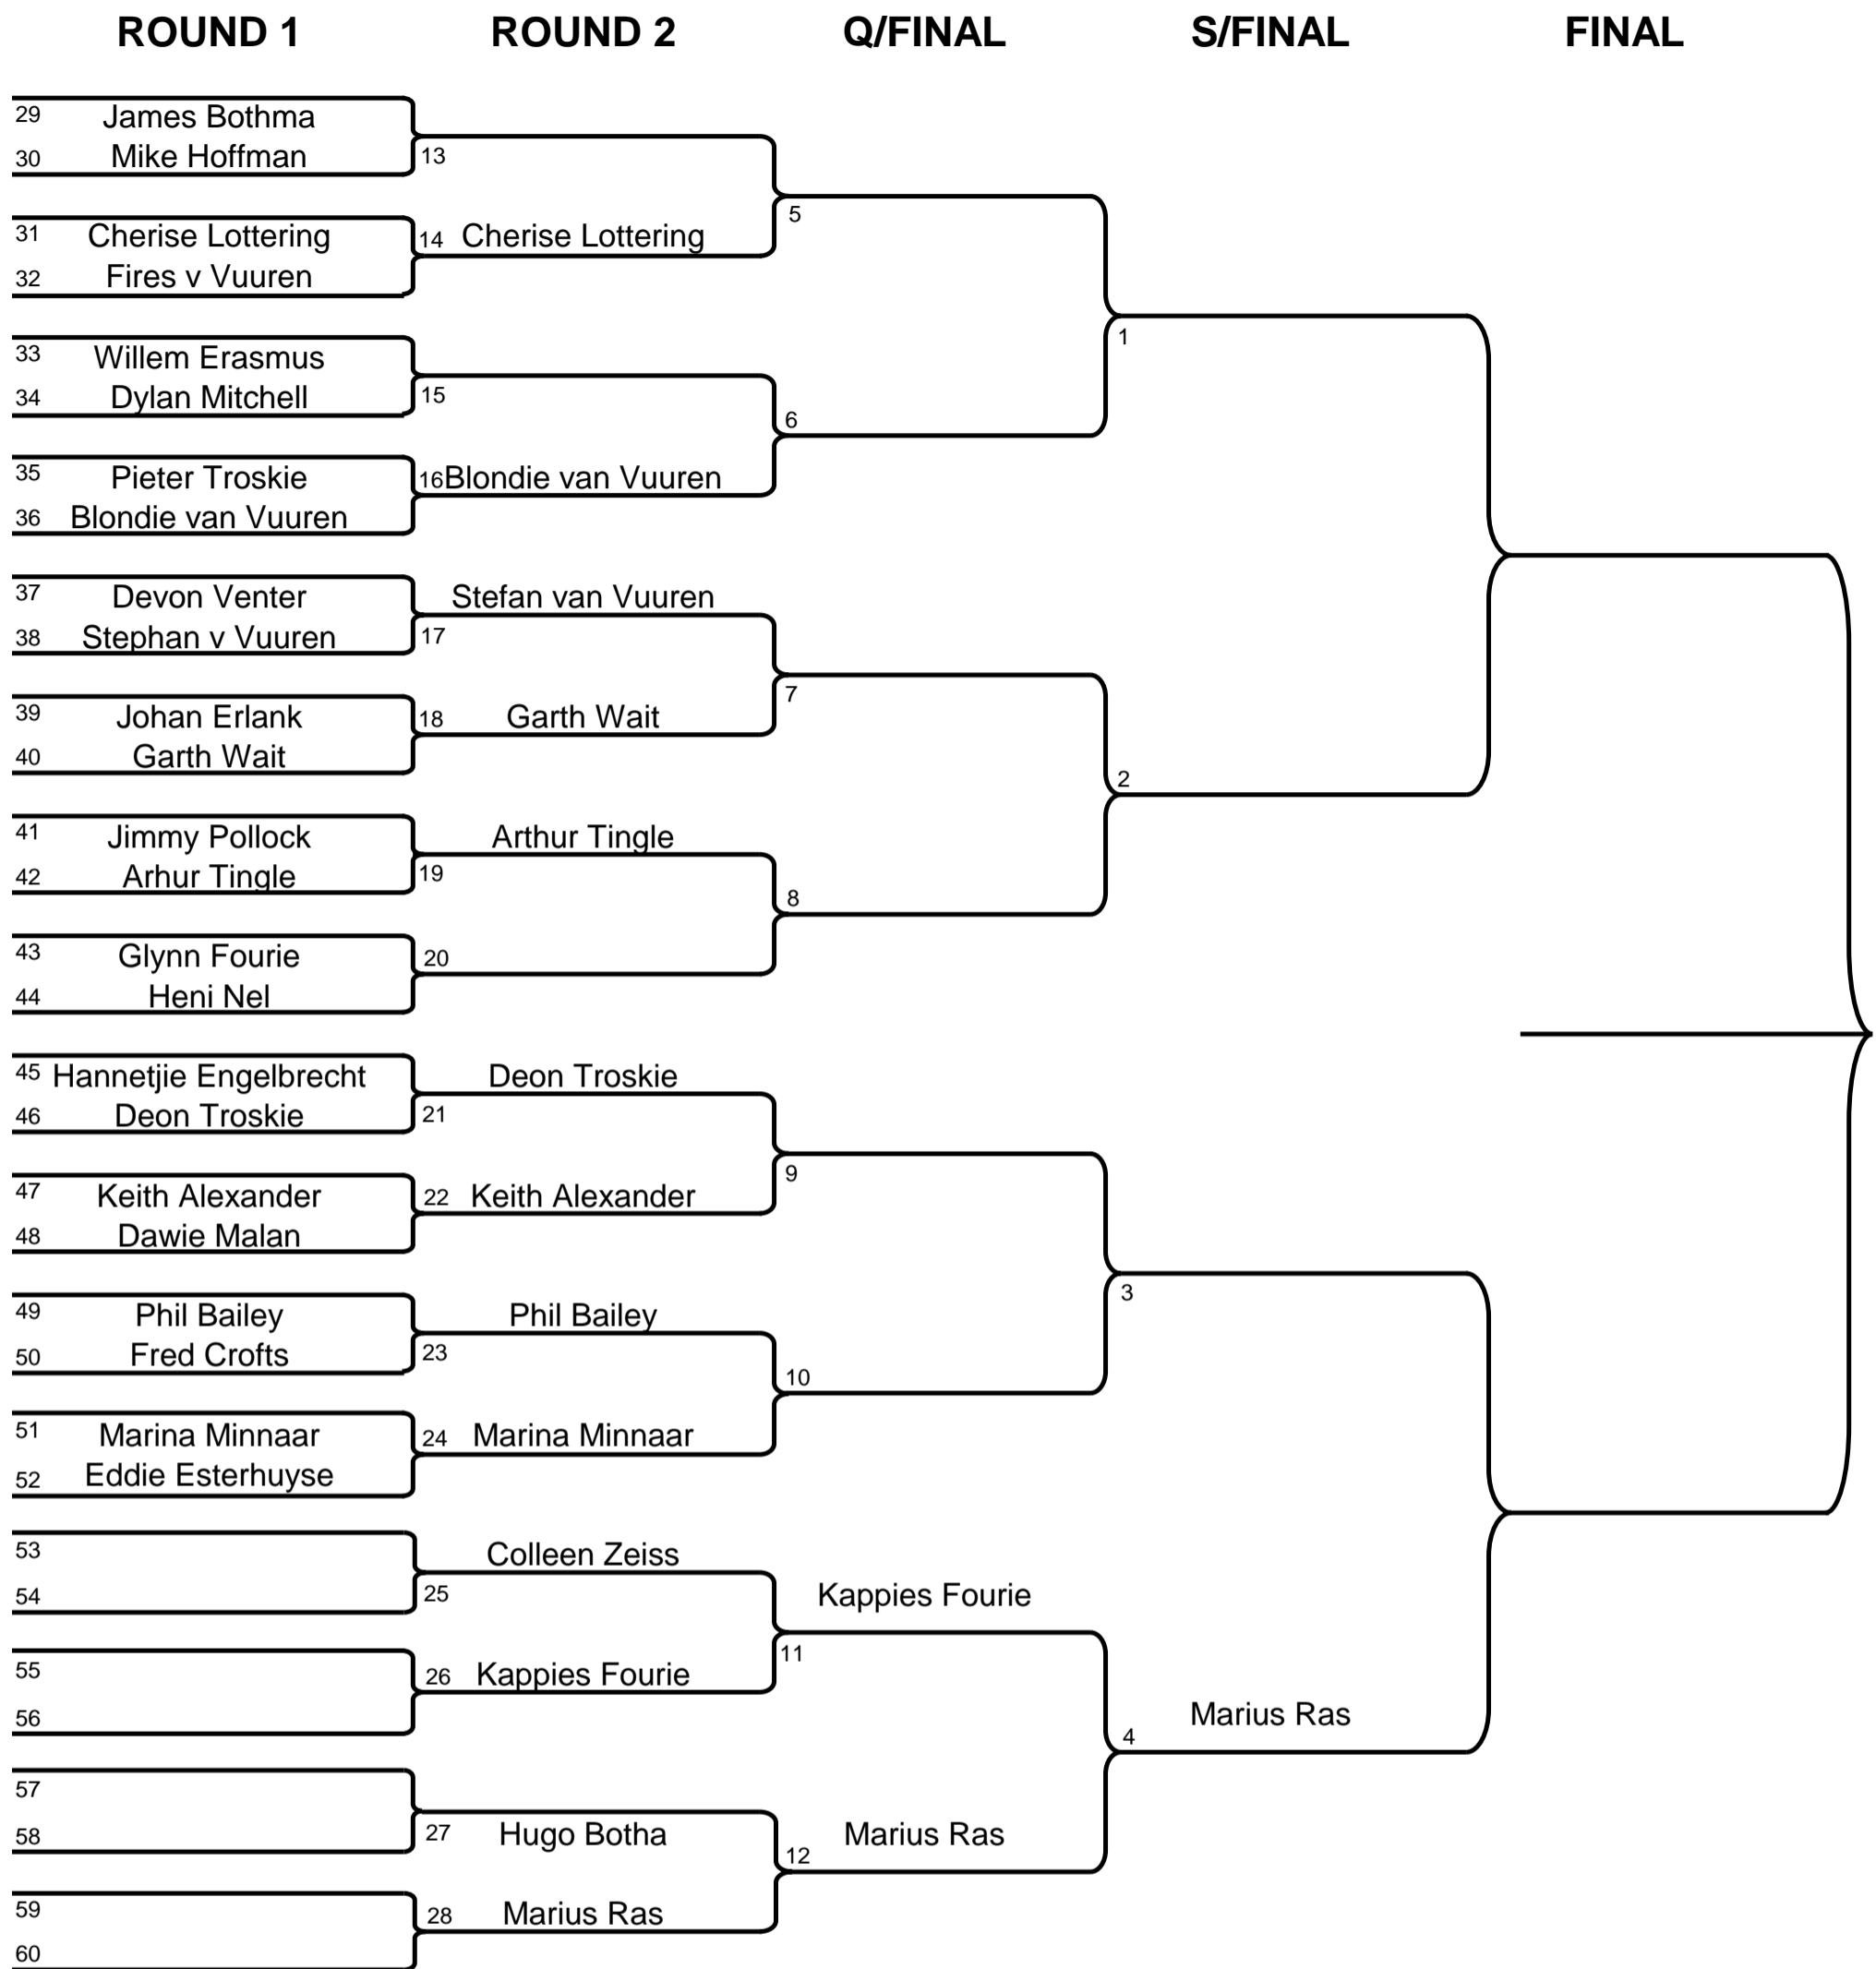 ROUND 1 ROUND 2 Q/FINAL S/FINAL FINAL
29 James Bothma
30 Mike Hoffman
13
5
31 Cherise Lottering
14 Cherise Lottering
32 Fires v Vuuren
1
33 Willem Erasmus
34 Dylan Mitchell
15
6
35 Pieter Troskie
16 Blondie van Vuuren
36 Blondie van Vuuren
37 Devon Venter
Stefan van Vuuren
38 Stephan v Vuuren
17
7
39 Johan Erlank
18 Garth Wait
40 Garth Wait
2
41 Jimmy Pollock
Arthur Tingle
42 Arhur Tingle
19
8
43 Glynn Fourie
20
44 Heni Nel
45 Hannetjie Engelbrecht
Deon Troskie
46 Deon Troskie
21
9
47 Keith Alexander
22 Keith Alexander
48 Dawie Malan
3
49 Phil Bailey
Phil Bailey
50 Fred Crofts
23
10
51 Marina Minnaar
24 Marina Minnaar
52 Eddie Esterhuyse
53
Colleen Zeiss
54
25
Kappies Fourie
11
55
26 Kappies Fourie
56
Marius Ras
4
57
58
27 Hugo Botha
Marius Ras
12
59
28 Marius Ras
60